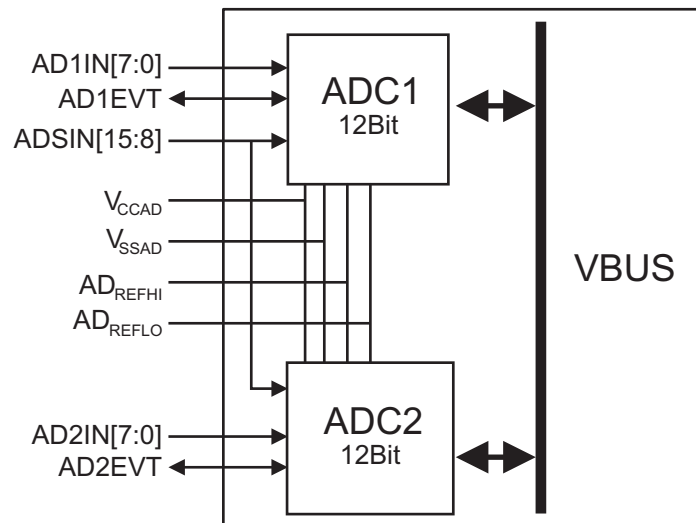 AD1IN[7:0]
AD1EVT
ADSIN[15:8]
ADC1
12Bit
VCCAD
VSSAD
ADREFHI
ADREFLO
VBUS
AD2IN[7:0]
AD2EVT
ADC2
12Bit